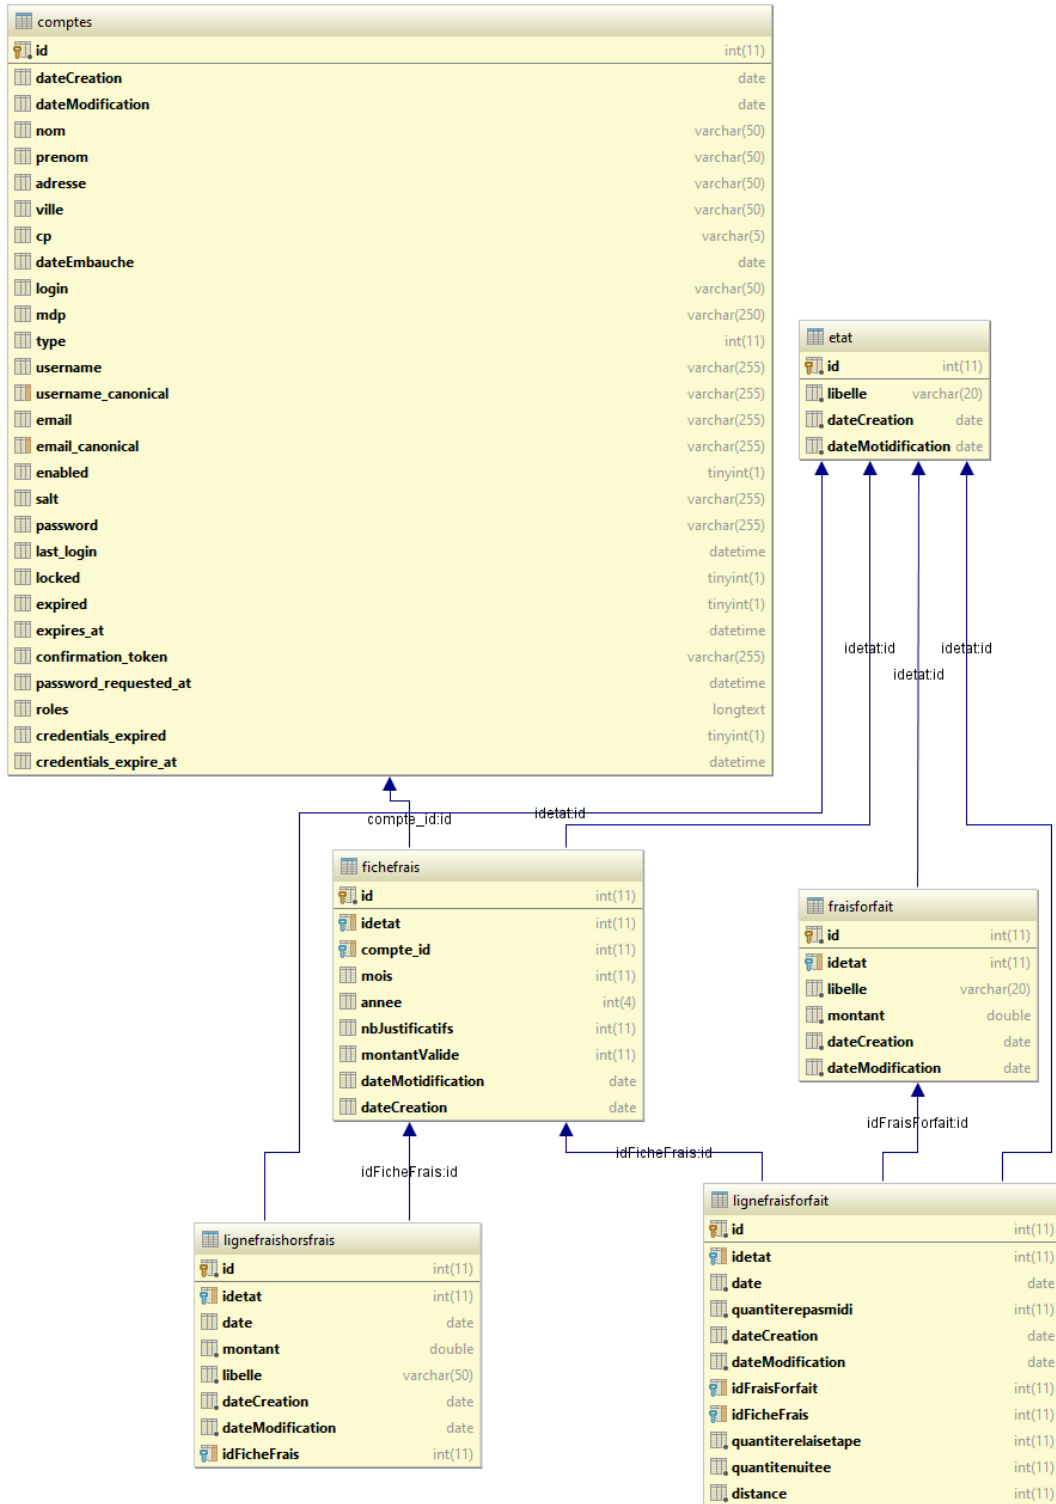 comptes
id int(11)
dateCreation date
dateModification date
nom varchar(50)
prenom varchar(50)
adresse varchar(50)
ville varchar(50)
cp varchar(5)
dateEmbauche date
login varchar(50)
mdp varchar(250)
type int(11)
username varchar(255)
username_canonical varchar(255)
email varchar(255)
email_canonical varchar(255)
enabled tinyint(1)
salt varchar(255)
password varchar(255)
last_login datetime
locked tinyint(1)
expired tinyint(1)
expires_at datetime
confirmation_token varchar(255)
password_requested_at datetime
roles longtext
credentials_expired tinyint(1)
credentials_expire_at datetime
etat
id int(11)
libelle varchar(20)
dateCreation date
dateMotidification date
idetat:id
idetat:id
idetat:id
compte_id:id
idetat:id
fichefrais
id int(11)
idetat int(11)
compte_id int(11)
mois int(11)
annee int(4)
nbJustificatifs int(11)
montantValide int(11)
dateMotidification date
dateCreation date
fraisforfait
id int(11)
idetat int(11)
libelle varchar(20)
montant double
dateCreation date
dateModification date
idFraisForfait:id
idFicheFrais:id
idFicheFrais:id
lignefraishorsfrais
id int(11)
idetat int(11)
date date
montant double
libelle varchar(50)
dateCreation date
dateModification date
idFicheFrais int(11)
lignefraisforfait
id int(11)
idetat int(11)
date date
quantiterepasmidi int(11)
dateCreation date
dateModification date
idFraisForfait int(11)
idFicheFrais int(11)
quantiterelaisetape int(11)
quantitenuitee int(11)
distance int(11)